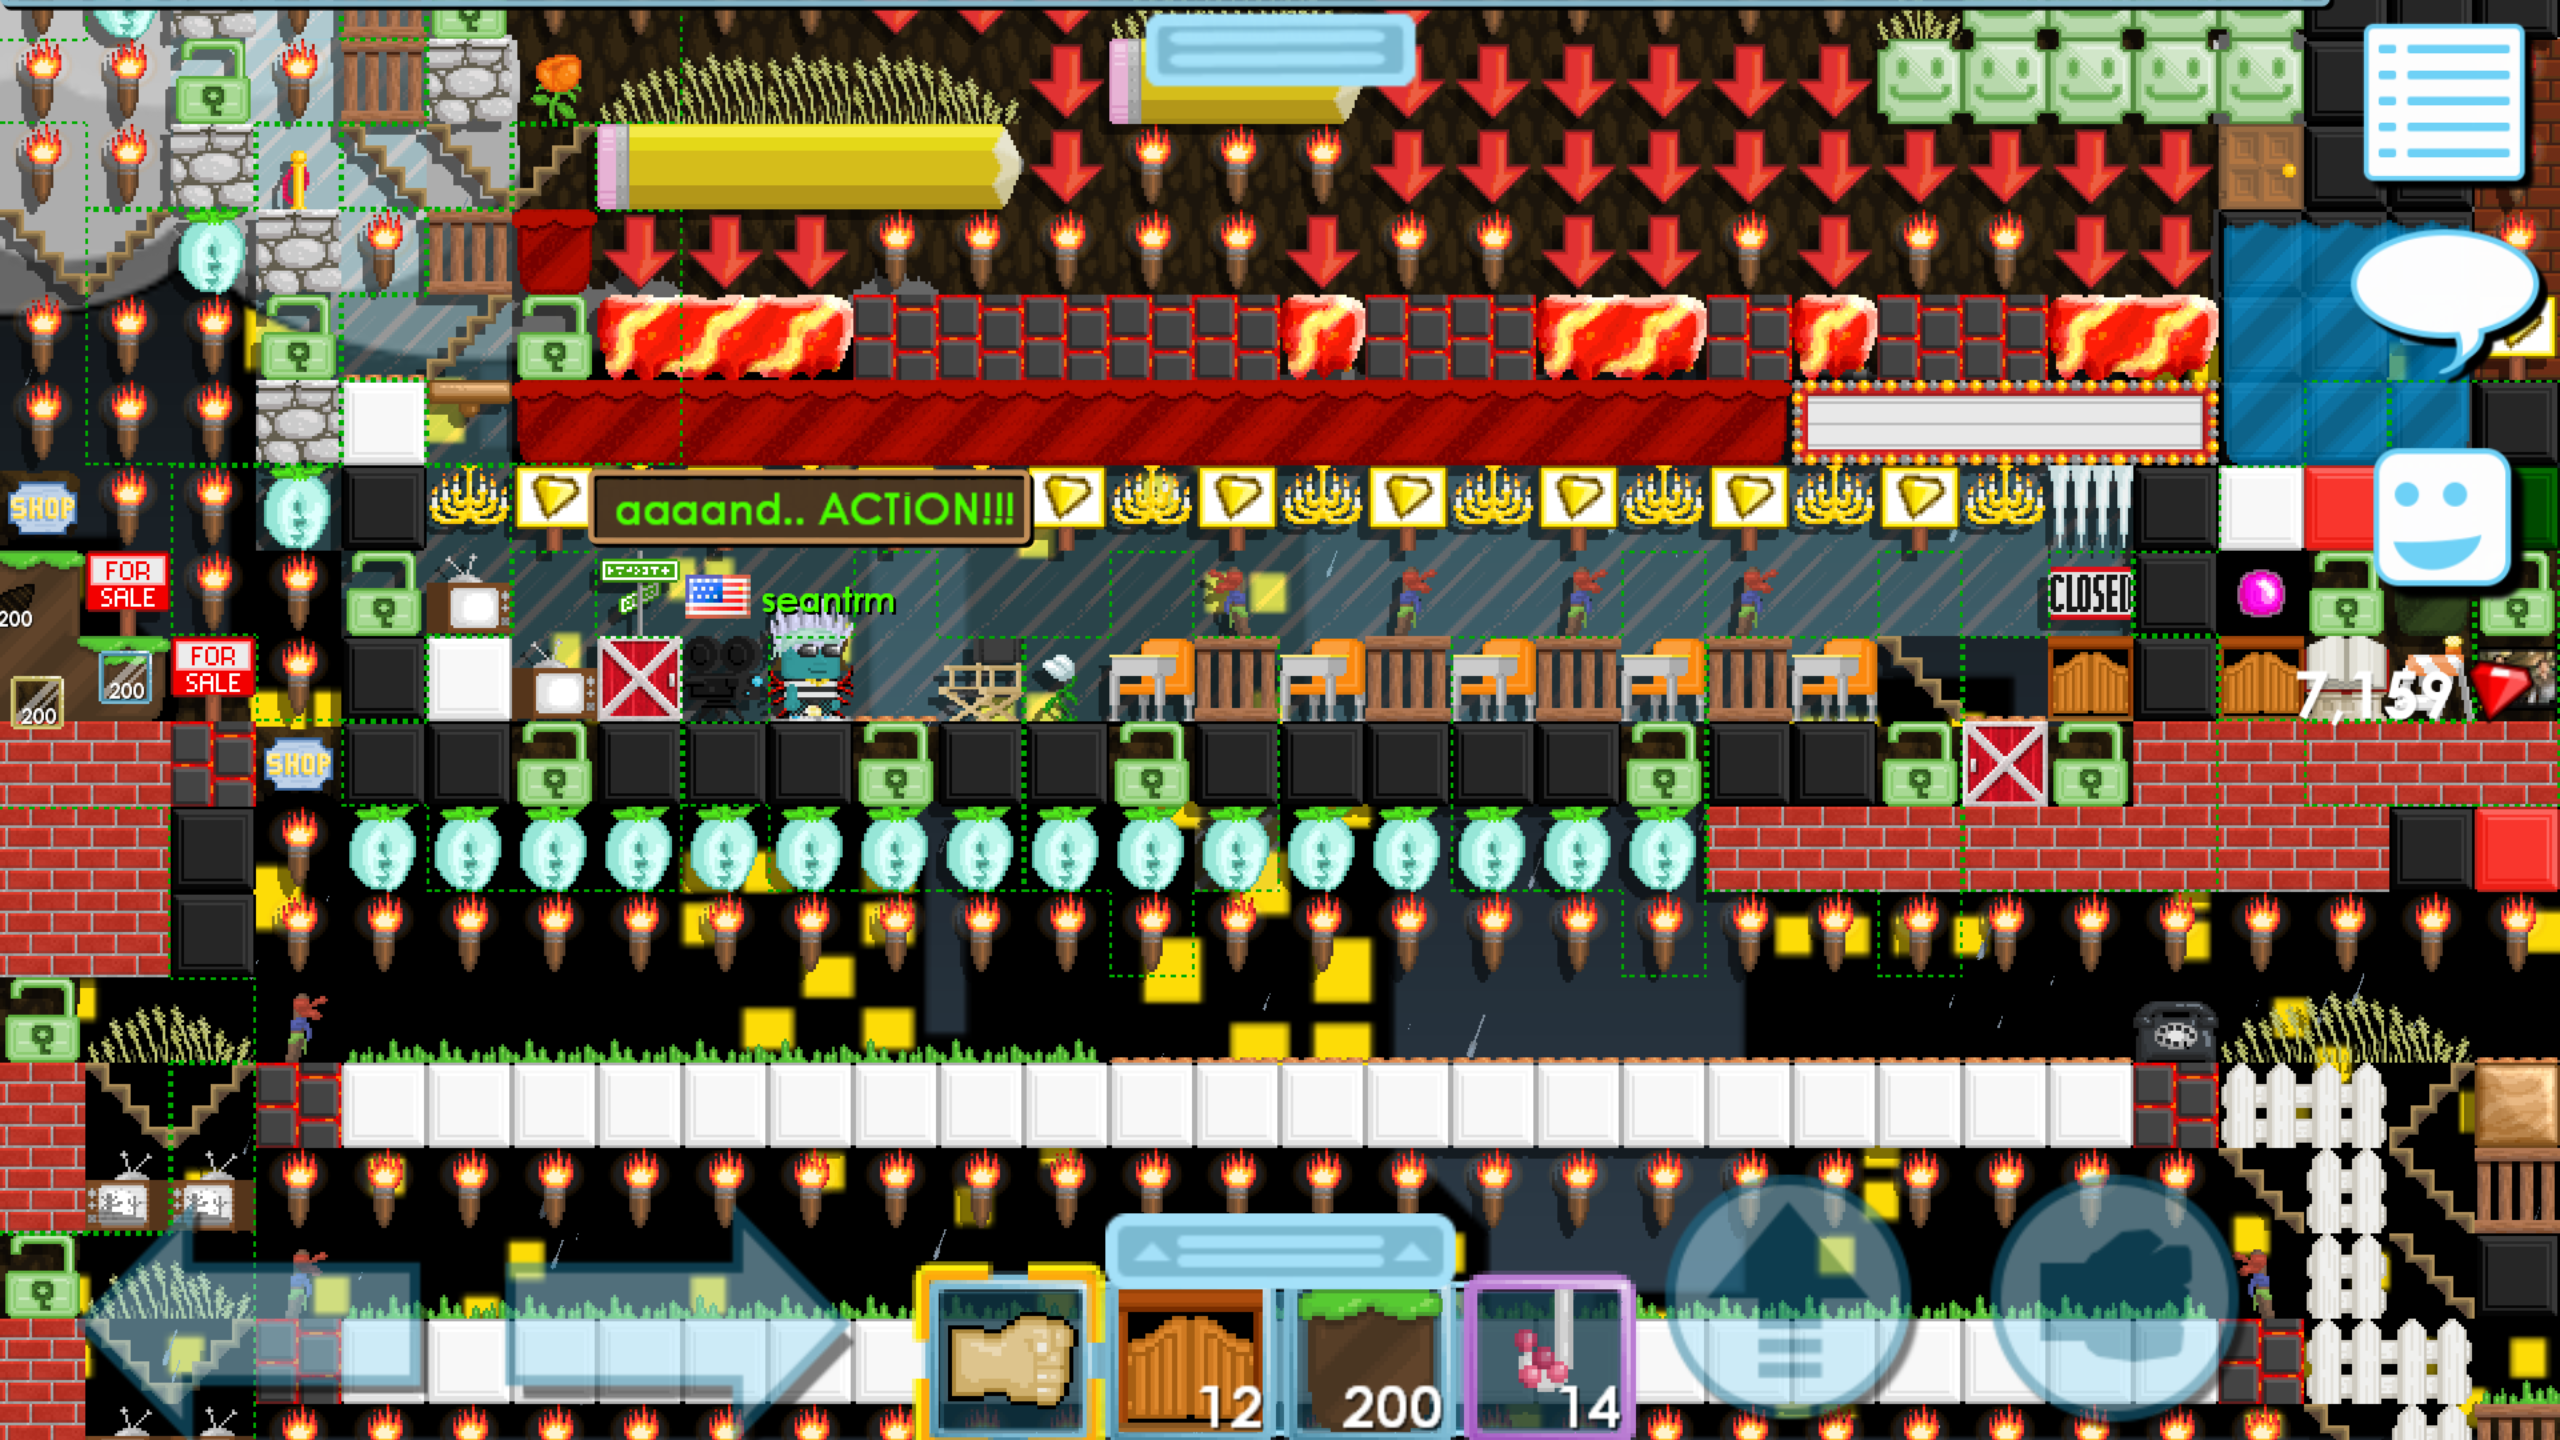 SHOP
aaaand.. ACTiON!!!
FOR
SALE
CLOSED
200
seantrm
FOR
SALE
200
200
7,159
SHOP
12
200
14